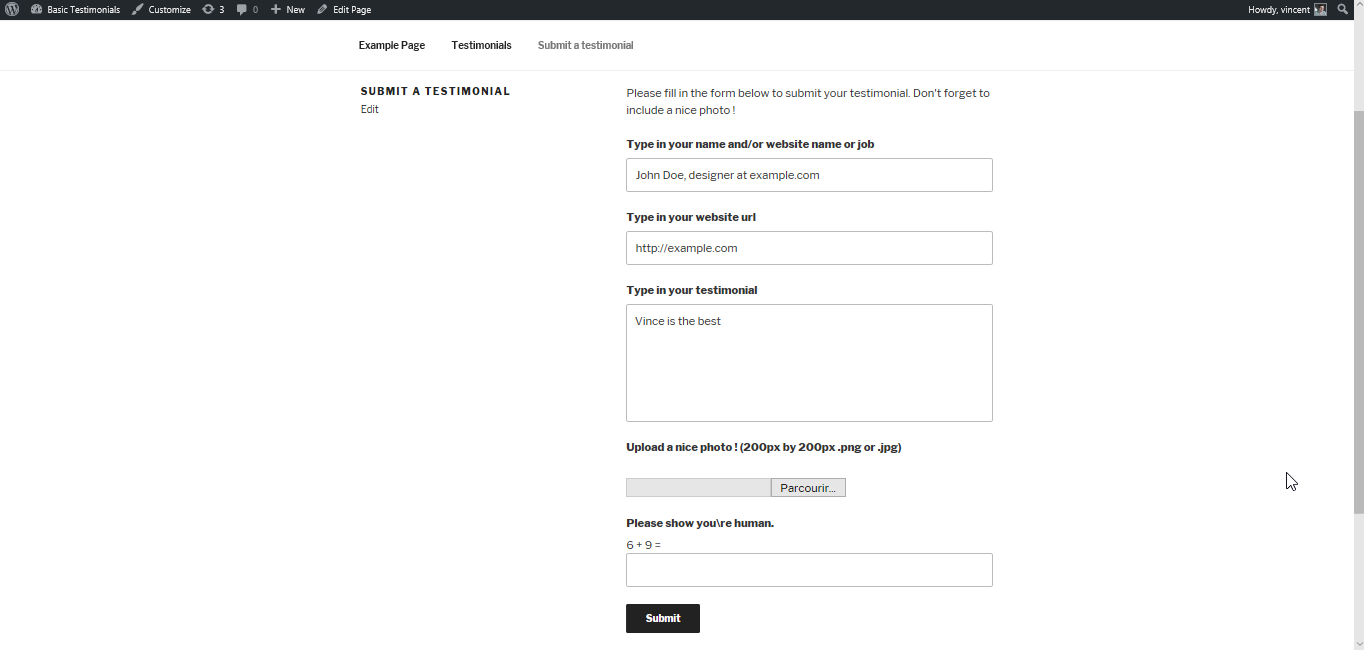 Basic Testimonials Customize 3 0 New Edit Page Howdy, vincent
Example Page Testimonials Submit a testimonial
SUBMIT A TESTIMONIAL
Edit
Please fill in the form below to submit your testimonial. Don't forget to
include a nice photo !
Type in your name and/or website name or job
John Doe, designer at example.com
Type in your website url
http://example.com
Type in your testimonial
Vince is the best
Upload a nice photo ! (200px by 200px .png or .jpg)
Parcourir...
Please show you\re human.
6 + 9 =
Submit